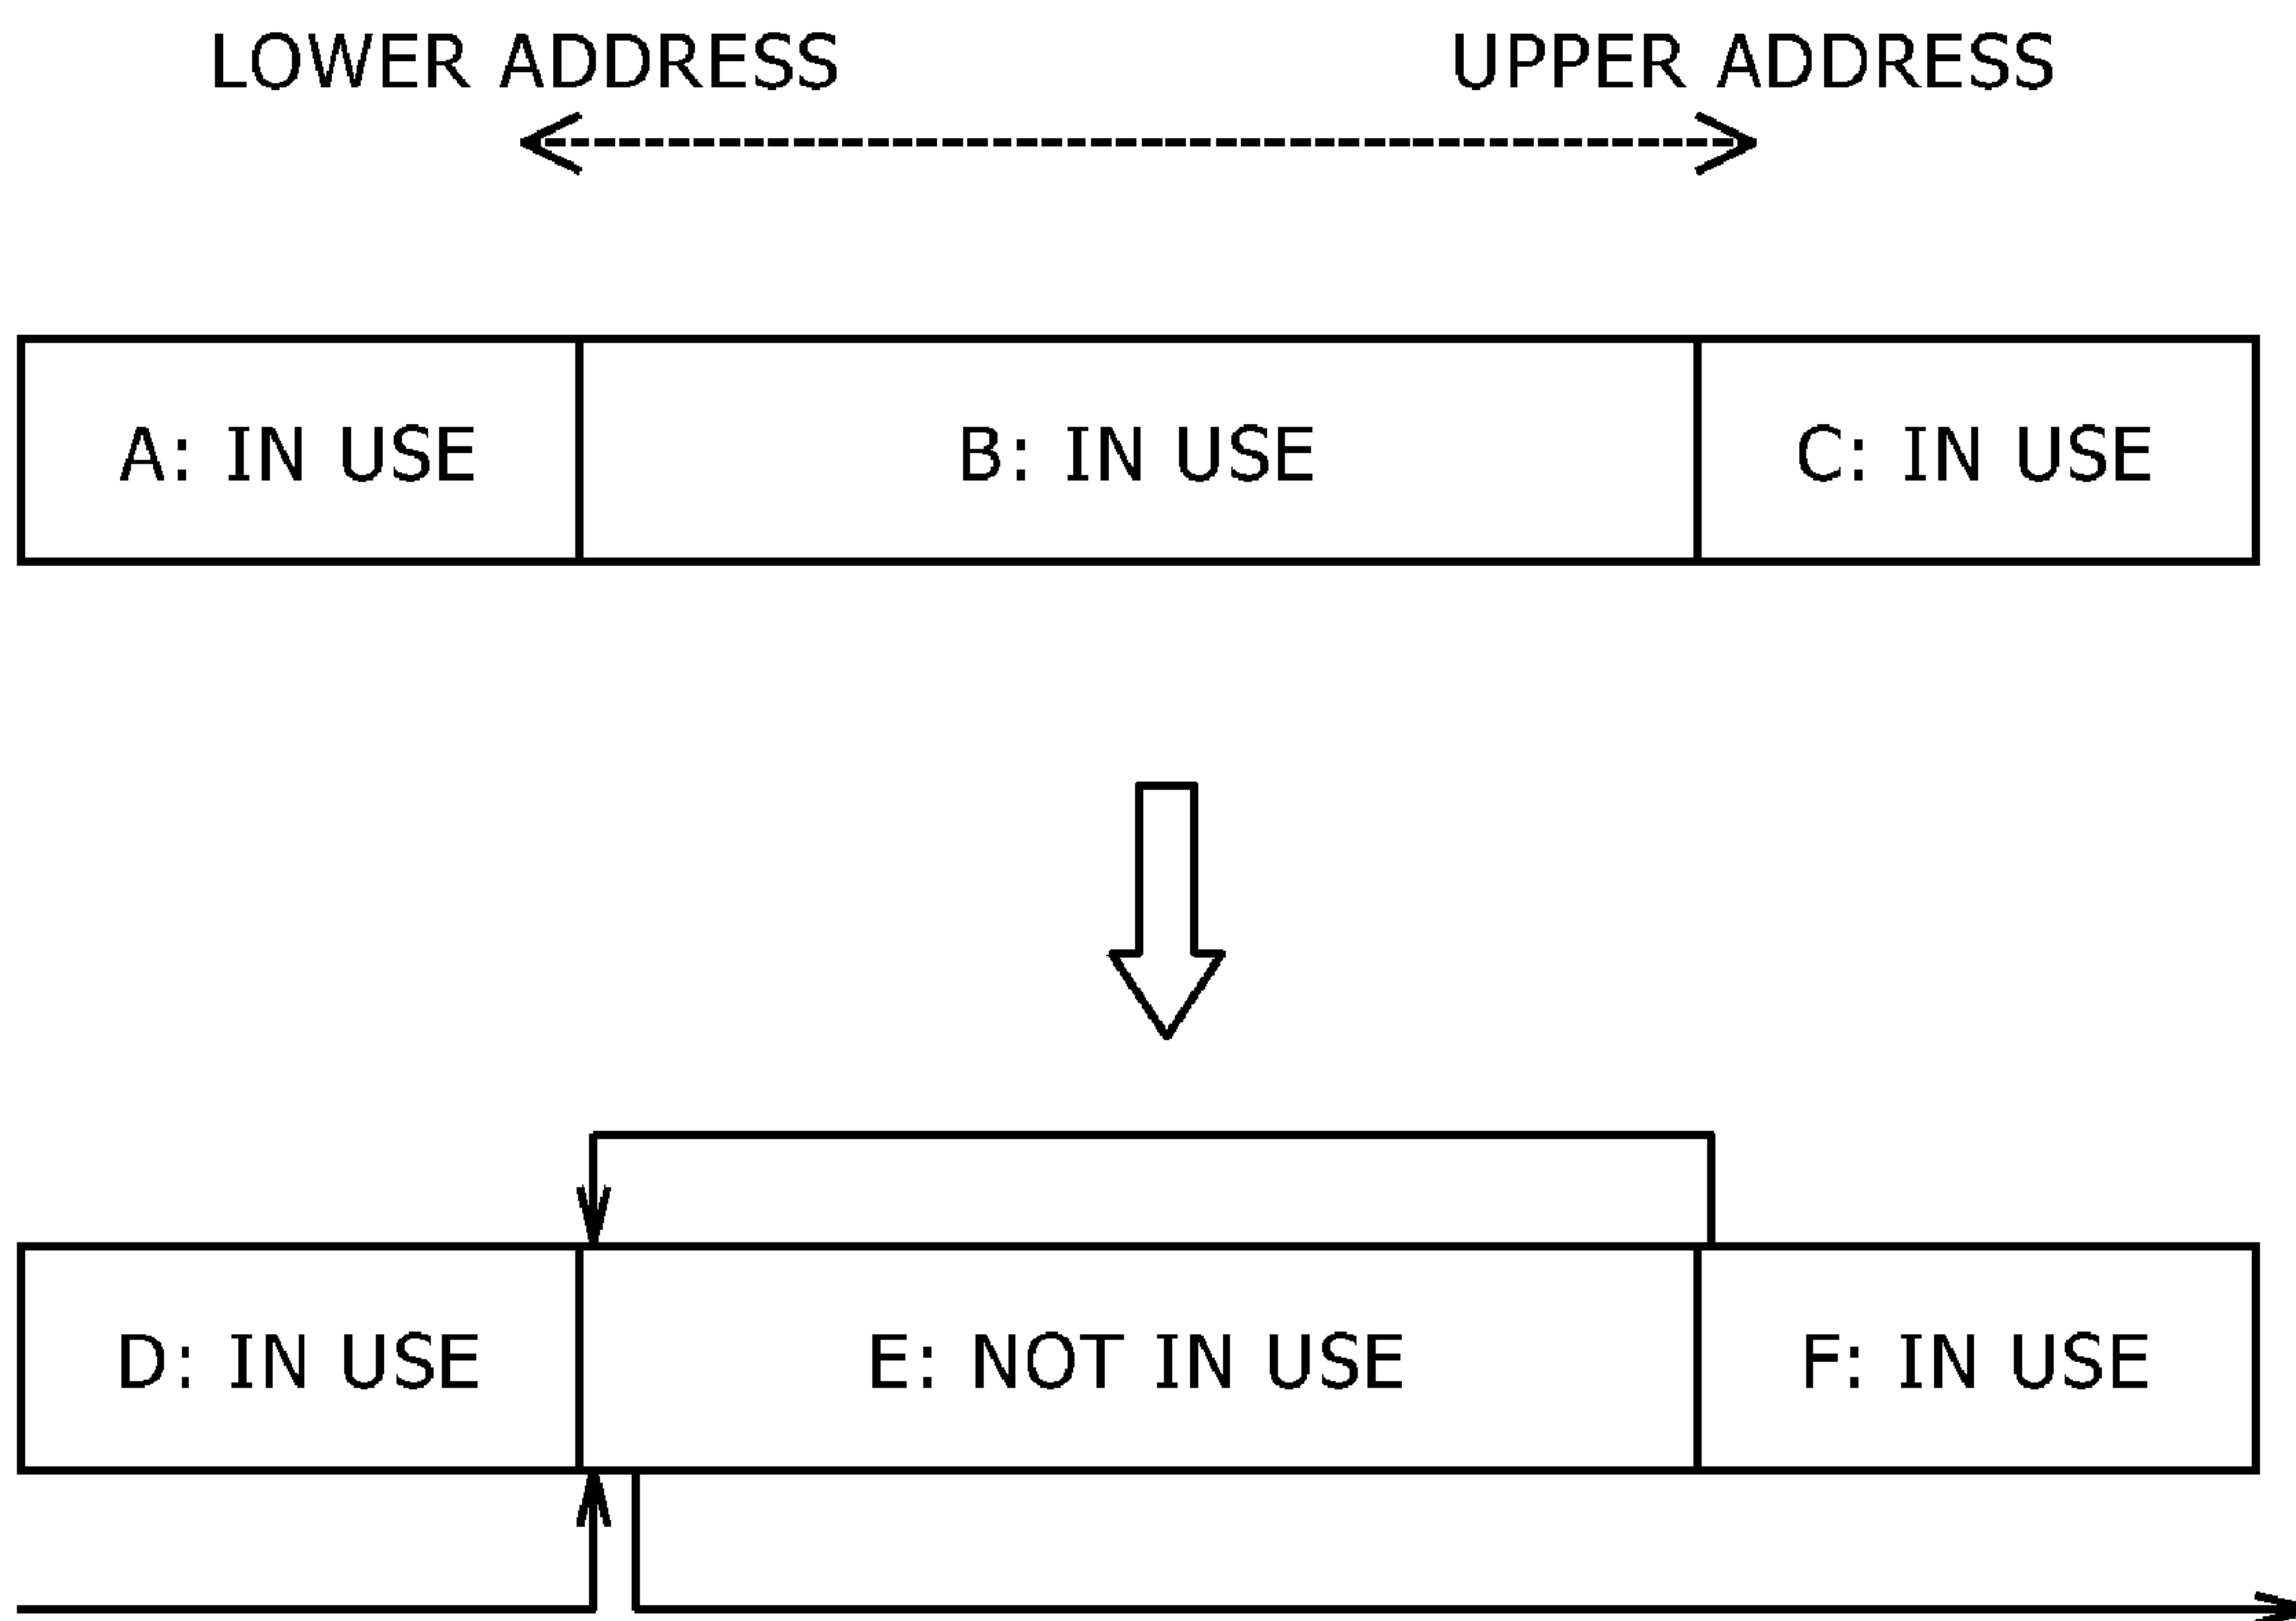 LOWER ADDRESS
UPPER ADDRESS
A: IN USE
B: IN USE
C: IN USE
D: IN USE
E: NOT IN USE
F: IN USE